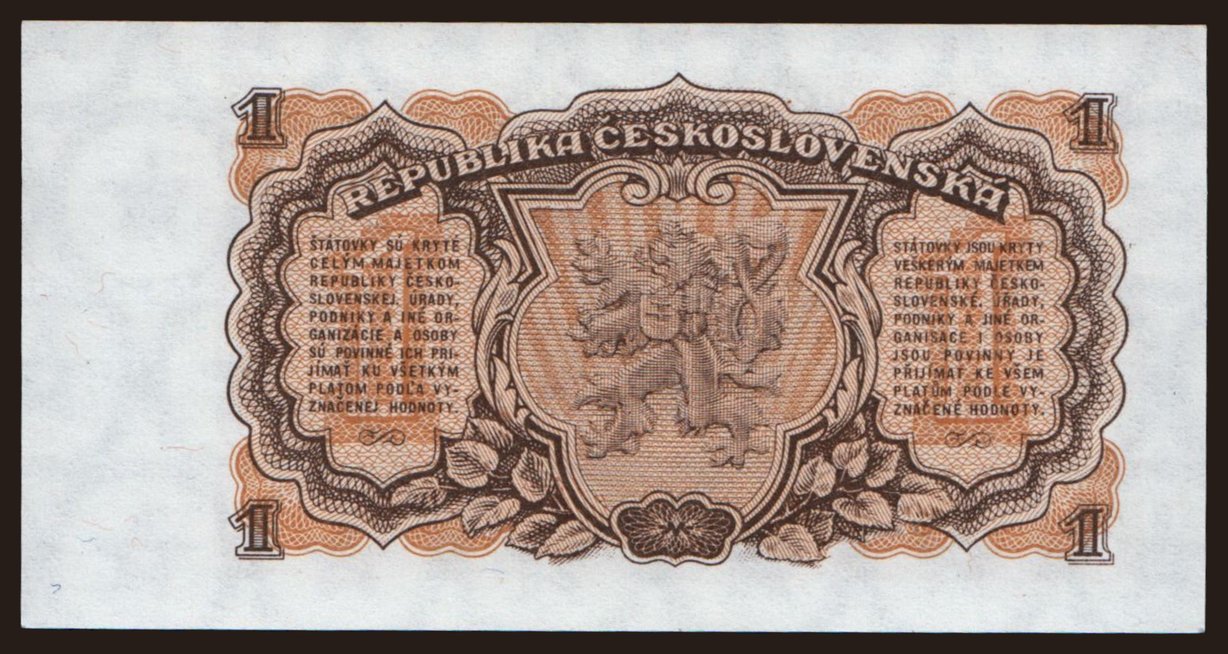 1
1
REPUBLIKA ČESKOSLOVENSKÁ
ŠTÁTOVKY SÚ KRYTÉ
CELÝM MAJETKOM
REPUBLIKY ČESKO-
SLOVENSKEJ. ÚRADY,
PODNIKY A INÉ OR-
GANIZÁCIE A OSOBY
SÚ POVINNÉ ICH PRI-
JÍMAŤ KU VŠETKÝM
PLATOM PODĽA VY-
ZNAČENEJ HODNOTY.
STÁTOVKY JSOU KRYTY
VEŠKERÝM MAJETKEM
REPUBLIKY ČESKO-
SLOVENSKÉ. ÚŘADY,
PODNIKY A JINÉ OR-
GANISACE I OSOBY
JSOU POVINNY JE
PŘIJÍMAT KE VŠEM
PLATŮM PODLE VY-
ZNAČENÉ HODNOTY.
1
1